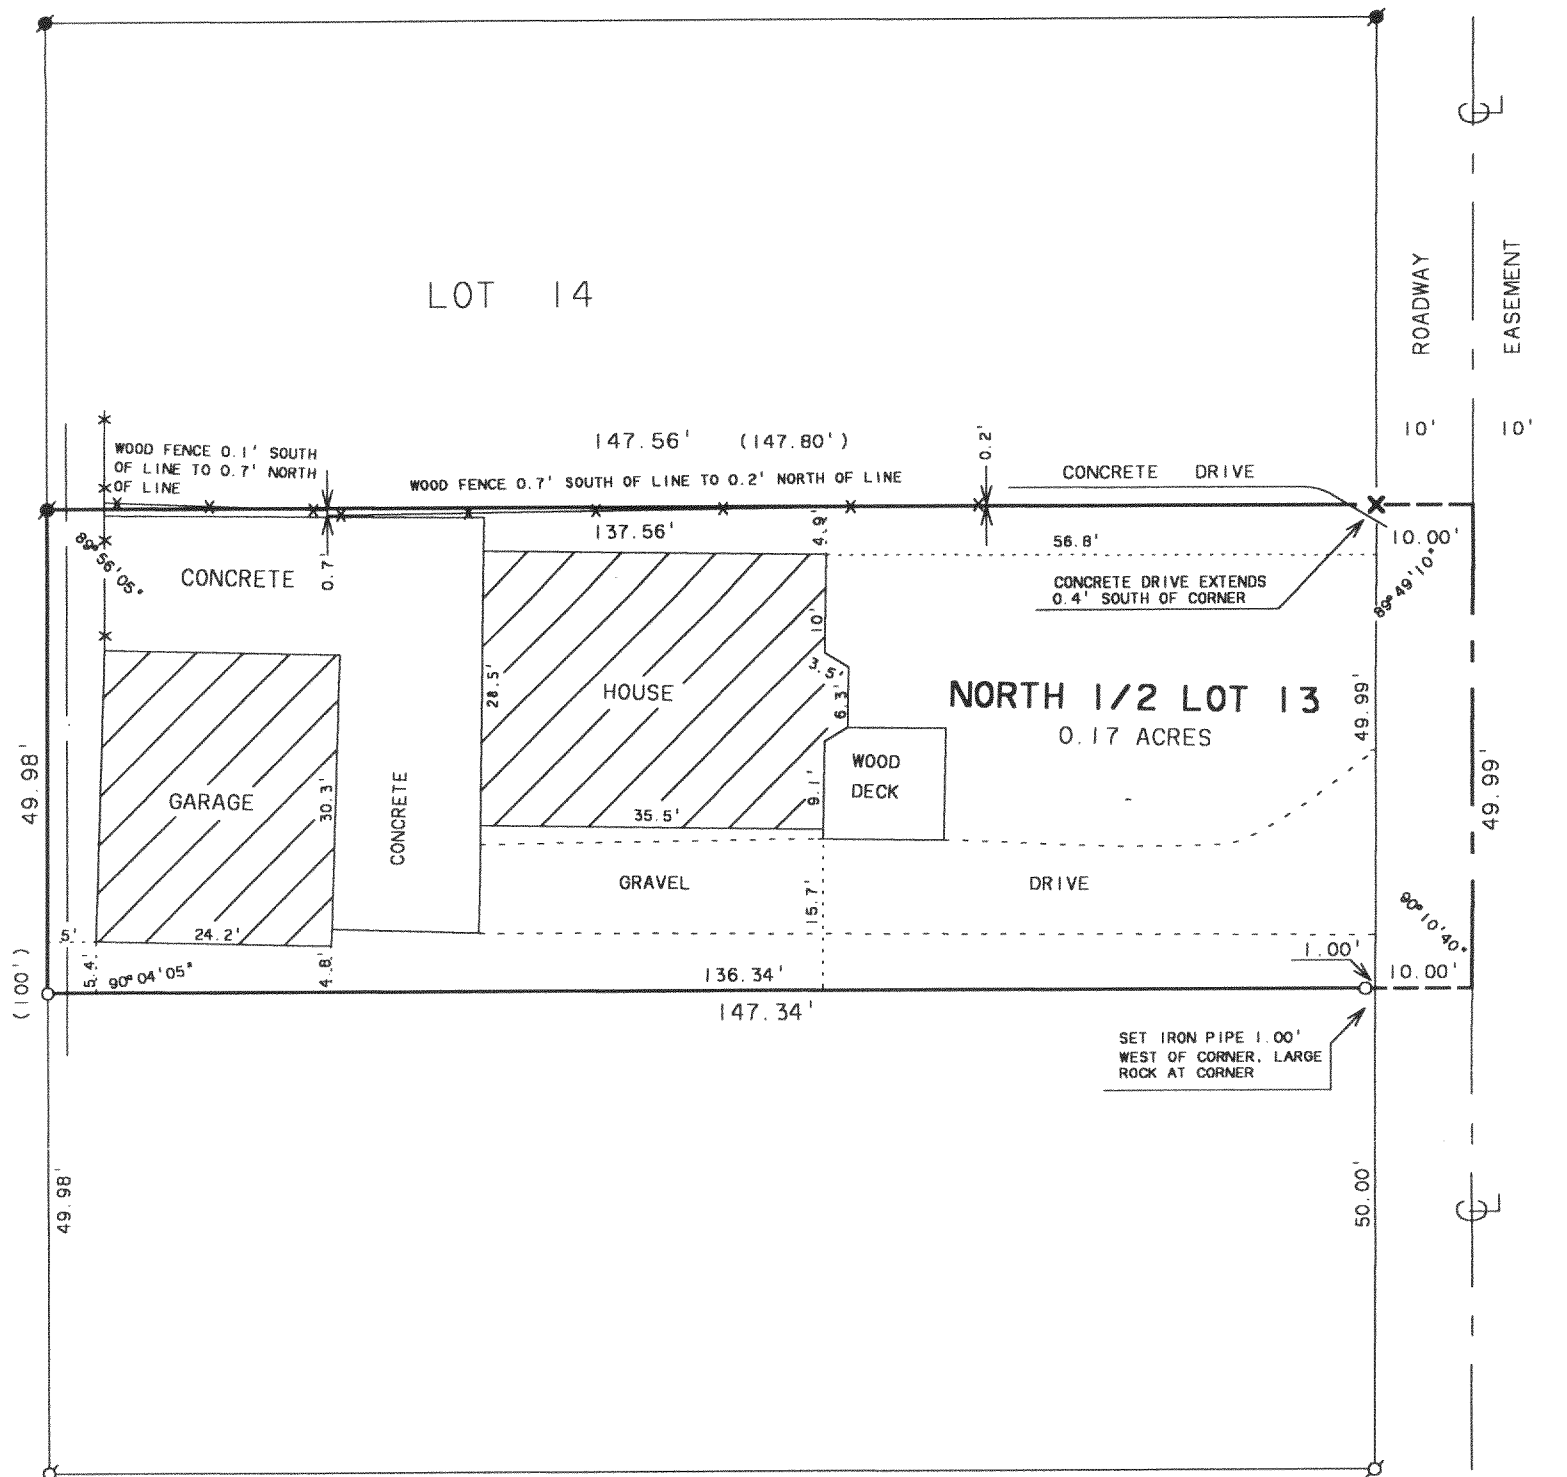 CL
ROADWAY
EASEMENT
LOT 14
10'
10'
147.56' (147.80')
0.2'
WOOD FENCE 0.1' SOUTH
OF LINE TO 0.7' NORTH
OF LINE
WOOD FENCE 0.7' SOUTH OF LINE TO 0.2' NORTH OF LINE
CONCRETE DRIVE
137.56'
4.9'
56.8'
10.00'
89°56'05"
CONCRETE
0.7'
CONCRETE DRIVE EXTENDS
0.4' SOUTH OF CORNER
89°49'10"
10'
3.5'
6.3'
28.5'
HOUSE
NORTH 1/2 LOT 13
0.17 ACRES
49.99'
49.98'
GARAGE
30.3'
CONCRETE
35.5'
9.1'
WOOD
DECK
49.99'
GRAVEL
DRIVE
15.7'
90°10'40"
5'
24.2'
5.4'
90°04'05"
4.8'
136.34'
1.00'
10.00'
(100')
147.34'
SET IRON PIPE 1.00'
WEST OF CORNER, LARGE
ROCK AT CORNER
49.98'
50.00'
CL